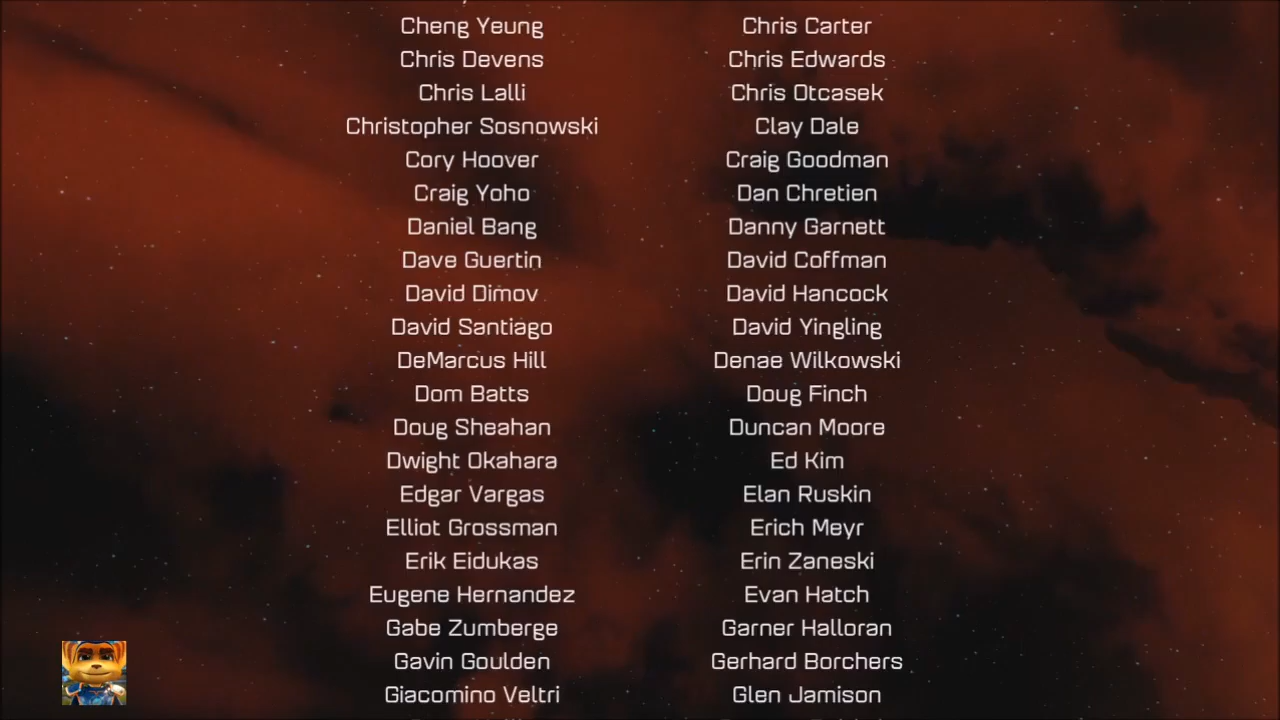 Cheng Yeung Chris Carter
Chris Devens Chris Edwards
Chris Lalli Chris Otcasek
Christopher Sosnowski Clay Dale
Cory Hoover Craig Goodman
Craig Yoho Dan Chretien
Daniel Bang Danny Garnett
Dave Guertin David Coffman
David Dimov David Hancock
David Santiago David Yingling
DeMarcus Hill Denae Wilkowski
Dom Batts Doug Finch
Doug Sheahan Duncan Moore
Dwight Okahara Ed Kim
Edgar Vargas Elan Ruskin
Elliot Grossman Erich Meyr
Erik Eidukas Erin Zaneski
Eugene Hernandez Evan Hatch
Gabe Zumberge Garner Halloran
Gavin Goulden Gerhard Borchers
Giacomino Veltri Glen Jamison